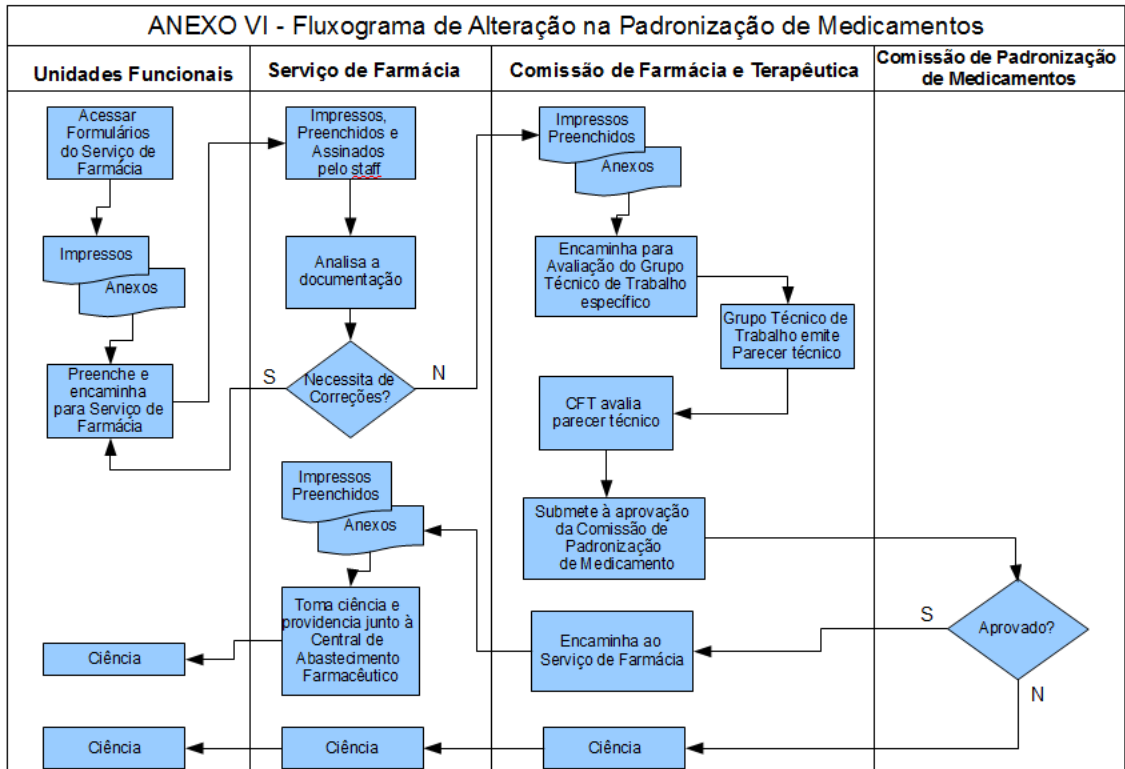 ANEXO VI - Fluxograma de Alteração na Padronização de Medicamentos
Unidades Funcionais
Serviço de Farmácia
Comissão de Farmácia e Terapêutica
Comissão de Padronização
de Medicamentos
Acessar
Formulários
do Serviço de
Farmácia
Impressos
Anexos
Preenche e
encaminha
para Serviço de
Farmácia
Impressos,
Preenchidos e
Assinados
pelo staff
Analisa a
documentação
S
Necessita de
Correções?
N
Impressos
Preenchidos
Anexos
Encaminha para
Avaliação do Grupo
Técnico de Trabalho
específico
Grupo Técnico de
Trabalho emite
Parecer técnico
CFT avalia
parecer técnico
Submete à aprovação
da Comissão de
Padronização
de Medicamento
Aprovado?
S
N
Encaminha ao
Serviço de Farmácia
Impressos
Preenchidos
Anexos
Toma ciência e
providencia junto à
Central de
Abastecimento
Farmacêutico
Ciência
Ciência
Ciência
Ciência